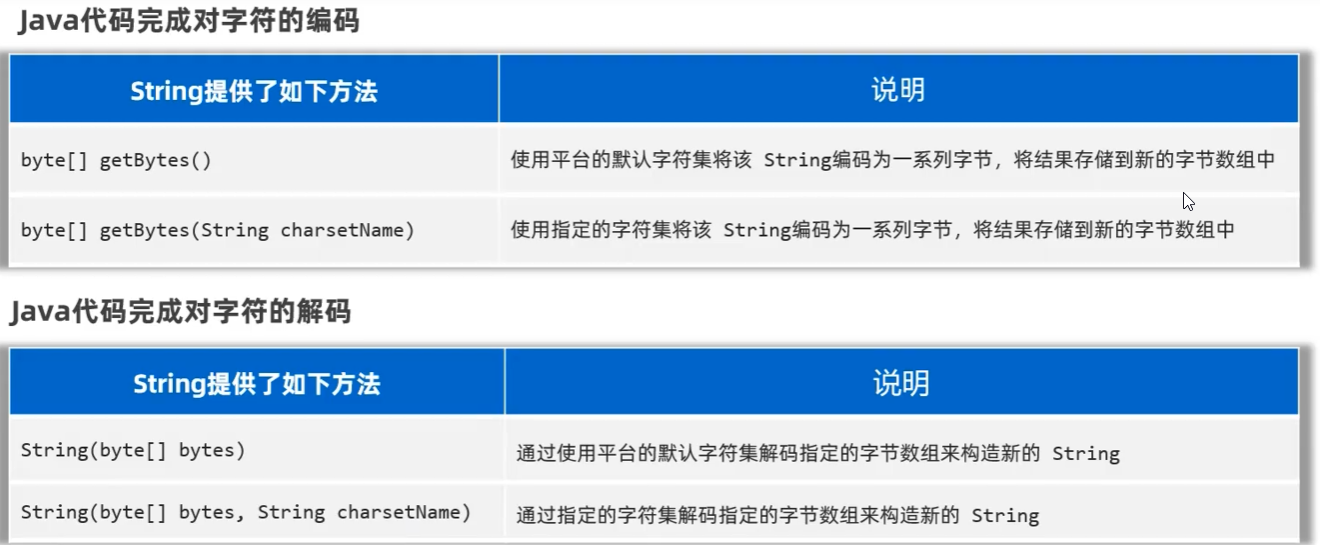 Java代码完成对字符的编码
String提供了如下方法 说明
byte[] getBytes() 使用平台的默认字符集将该 String编码为一系列字节，将结果存储到新的字节数组中
byte[] getBytes(String charsetName) 使用指定的字符集将该 String编码为一系列字节，将结果存储到新的字节数组中
Java代码完成对字符的解码
String提供了如下方法 说明
String(byte[] bytes) 通过使用平台的默认字符集解码指定的字节数组来构造新的 String
String(byte[] bytes, String charsetName) 通过指定的字符集解码指定的字节数组来构造新的 String